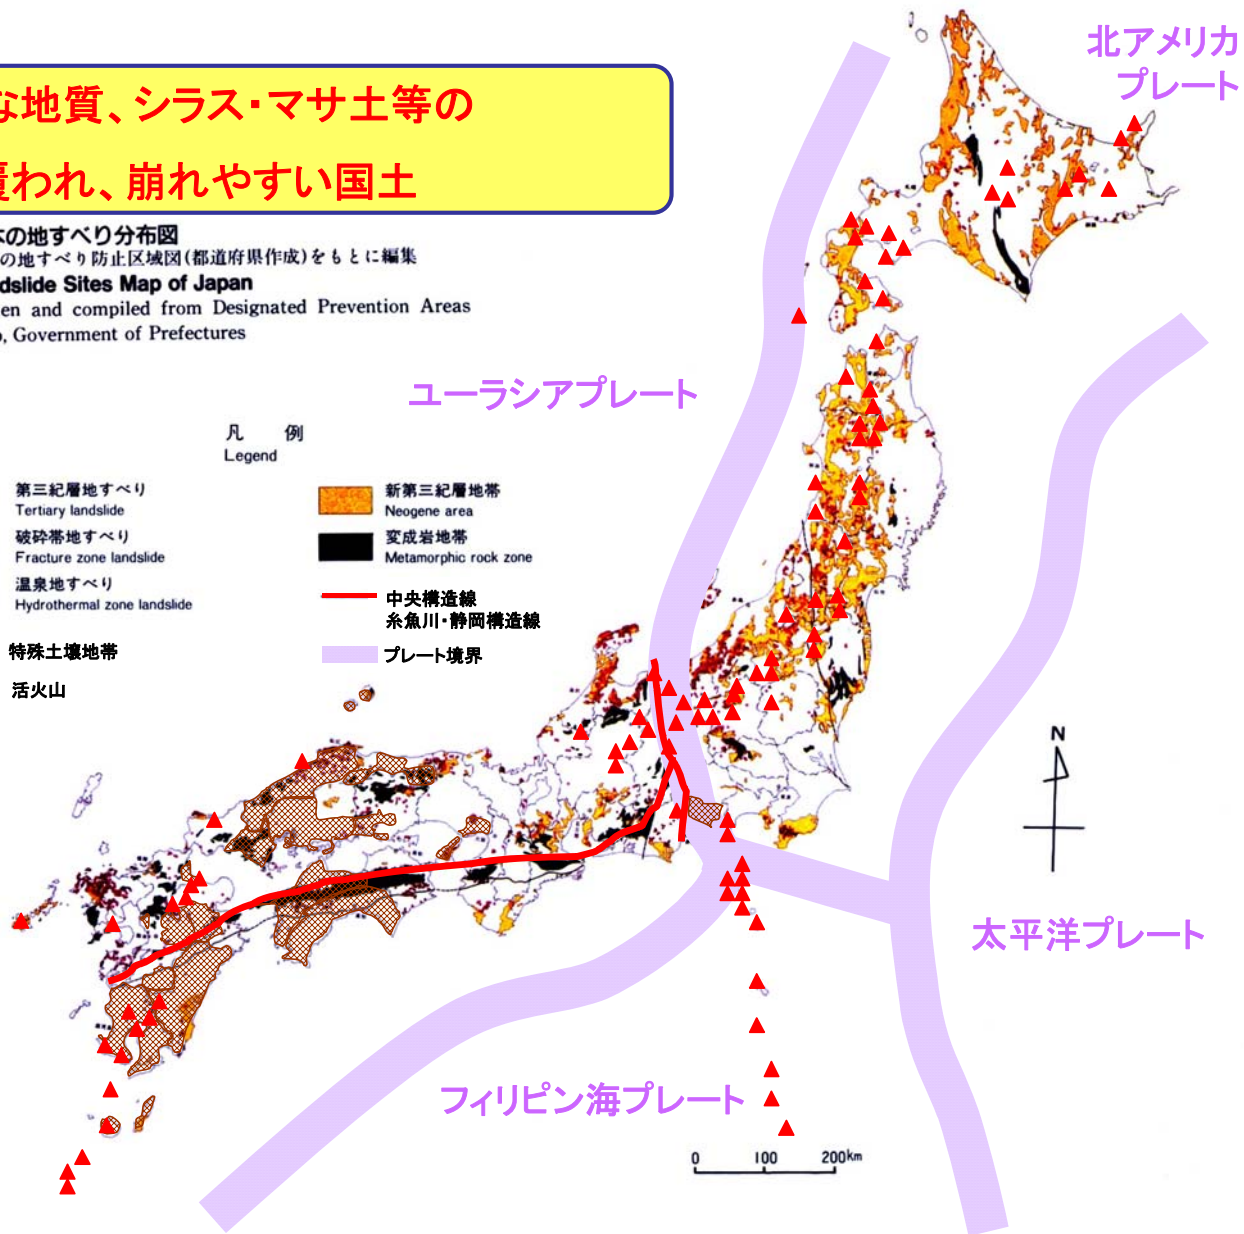 な地質、シラス・マサ土等の
覆われ、崩れやすい国土
本の地すべり分布図
の地すべり防止区域図(都道府県作成)をもとに編集
dslide Sites Map of Japan
en and compiled from Designated Prevention Areas
, Government of Prefectures
北アメリカ
プレート
ユーラシアプレート
凡 例
Legend
第三紀層地すべり
Tertiary landslide
新第三紀層地帯
Neogene area
破砕帯地すべり
Fracture zone landslide
変成岩地帯
Metamorphic rock zone
温泉地すべり
Hydrothermal zone landslide
中央構造線
糸魚川・静岡構造線
特殊土壌地帯
プレート境界
活火山
N
太平洋プレート
フィリピン海プレート
0 100 200km